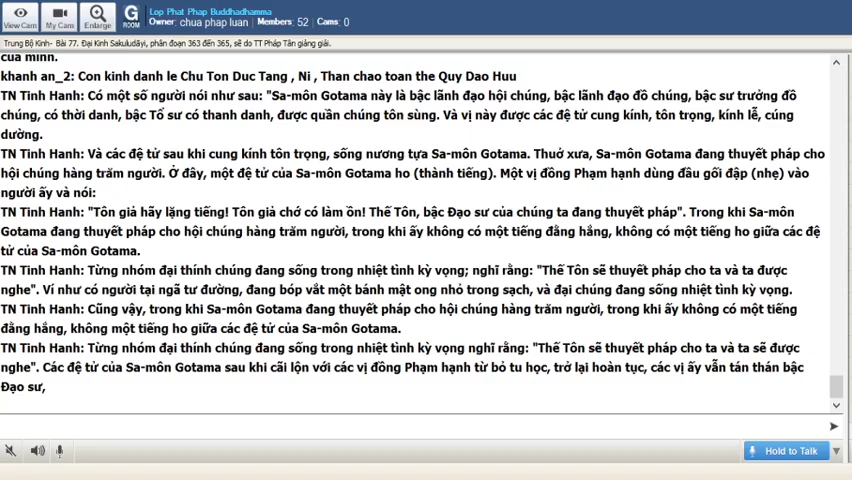 Lop Phat Phap Buddhadhamma
Owner: chua phap luan | Members: 52 | Cams: 0
View Cam
My Cam
Enlarge
G
ROOM
Trung Bộ Kinh- Bài 77. Đại Kinh Sakuludāyi, phân đoạn 363 đến 365, sẽ do TT Pháp Tân giảng giải.
của mình.
khanh an_2: Con kinh danh le Chu Ton Duc Tang , Ni , Than chao toan the Quy Dao Huu
TN Tinh Hanh: Có một số người nói như sau: "Sa-môn Gotama này là bậc lãnh đạo hội chúng, bậc lãnh đạo đồ chúng, bậc sư trưởng đồ
chúng, có thời danh, bậc Tổ sư có thanh danh, được quần chúng tôn sùng. Và vị này được các đệ tử cung kính, tôn trọng, kính lễ, cúng
dường.
TN Tinh Hanh: Và các đệ tử sau khi cung kính tôn trọng, sống nương tựa Sa-môn Gotama. Thuở xưa, Sa-môn Gotama đang thuyết pháp cho
hội chúng hàng trăm người. Ở đây, một đệ tử của Sa-môn Gotama ho (thành tiếng). Một vị đồng Phạm hạnh dùng đầu gối đập (nhẹ) vào
người ấy và nói:
TN Tinh Hanh: "Tôn giả hãy lặng tiếng! Tôn giả chớ có làm ồn! Thế Tôn, bậc Đạo sư của chúng ta đang thuyết pháp". Trong khi Sa-môn
Gotama đang thuyết pháp cho hội chúng hàng trăm người, trong khi ấy không có một tiếng đằng hắng, không có một tiếng ho giữa các đệ
tử của Sa-môn Gotama.
TN Tinh Hanh: Từng nhóm đại thính chúng đang sống trong nhiệt tình kỳ vọng; nghĩ rằng: "Thế Tôn sẽ thuyết pháp cho ta và ta được
nghe". Ví như có người tại ngã tư đường, đang bóp vắt một bánh mật ong nhỏ trong sạch, và đại chúng đang sống nhiệt tình kỳ vọng.
TN Tinh Hanh: Cũng vậy, trong khi Sa-môn Gotama đang thuyết pháp cho hội chúng hàng trăm người, trong khi ấy không có một tiếng
đằng hắng, không một tiếng ho giữa các đệ tử của Sa-môn Gotama.
TN Tinh Hanh: Từng nhóm đại thính chúng đang sống trong nhiệt tình kỳ vọng nghĩ rằng: "Thế Tôn sẽ thuyết pháp cho ta và ta sẽ được
nghe". Các đệ tử của Sa-môn Gotama sau khi cãi lộn với các vị đồng Phạm hạnh từ bỏ tu học, trở lại hoàn tục, các vị ấy vẫn tán thán bậc
Đạo sư,
Hold to Talk